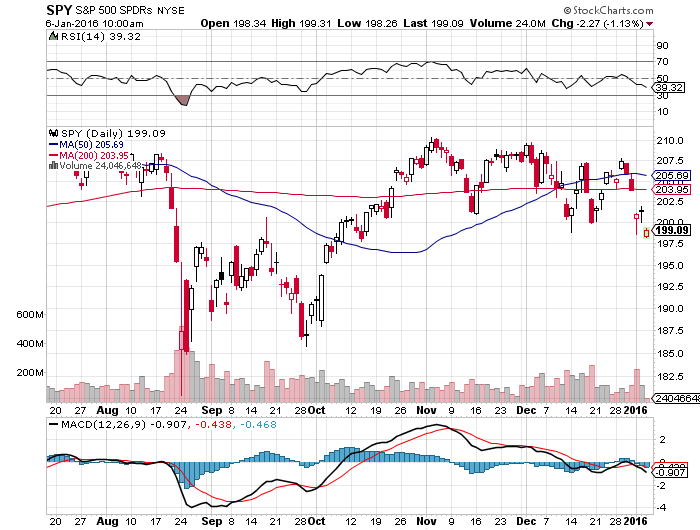 SPY S&P 500 SPDRs NYSE
© StockCharts.com
6-Jan-2016 10:00am
Open 198.34 High 199.31 Low 198.26 Last 199.09 Volume 24.0M Chg -2.27 (-1.13%)
RSI(14) 39.32
90
70
50
39.32
30
10
SPY (Daily) 199.09
MA(50) 205.69
MA(200) 203.95
Volume 24,046,648
210.0
207.5
205.69
203.95
202.5
200.0
199.09
197.5
195.0
192.5
190.0
187.5
185.0
182.5
600M
400M
200M
24046648
20 27 Aug 10 17 24 Sep 8 14 21 28 Oct 12 19 26 Nov 9 16 23 Dec 7 14 21 28 2016
MACD(12,26,9) -0.907, -0.438, -0.468
2
0
-0.907
-2
-4
20 27 Aug 10 17 24 Sep 8 14 21 28 Oct 12 19 26 Nov 9 16 23 Dec 7 14 21 28 2016